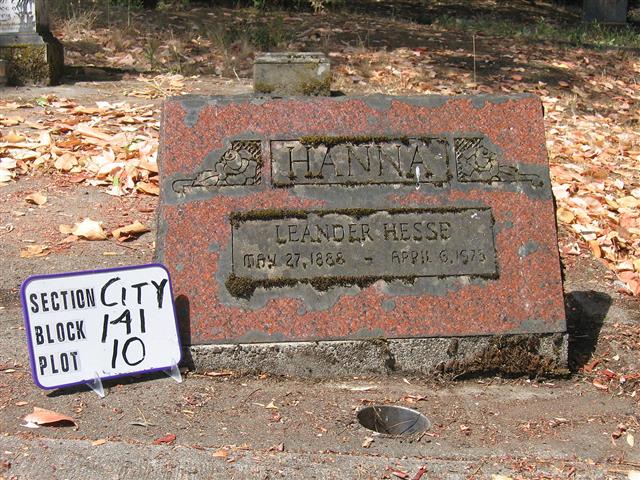 HANNA
LEANDER HESSE
MAY 27, 1888 - APRIL 6, 1973
SECTION CITY
BLOCK 141
PLOT 10